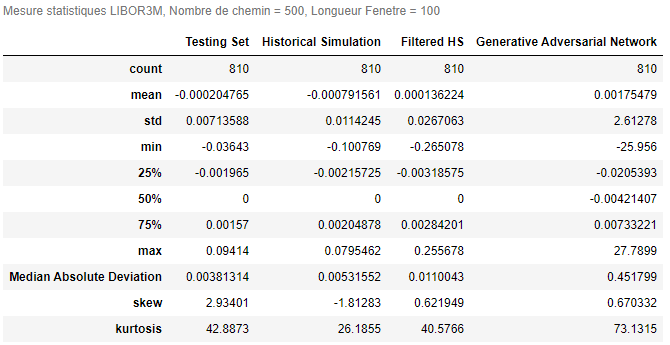 Mesure statistiques LIBOR3M, Nombre de chemin = 500, Longueur Fenetre = 100
Testing Set Historical Simulation Filtered HS Generative Adversarial Network
count 810 810 810 810
mean -0.000204765 -0.000791561 0.000136224 0.00175479
std 0.00713588 0.0114245 0.0267063 2.61278
min -0.03643 -0.100769 -0.265078 -25.956
25% -0.001965 -0.00215725 -0.00318575 -0.0205393
50% 0 0 0 -0.00421407
75% 0.00157 0.00204878 0.00284201 0.00733221
max 0.09414 0.0795462 0.255678 27.7899
Median Absolute Deviation 0.00381314 0.00531552 0.0110043 0.451799
skew 2.93401 -1.81283 0.621949 0.670332
kurtosis 42.8873 26.1855 40.5766 73.1315